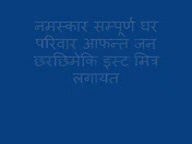 नमस्कार सम्पूर्ण घर
परिवार आफन्त जन
छरछिमेकि इस्ट मित्र
लगायत